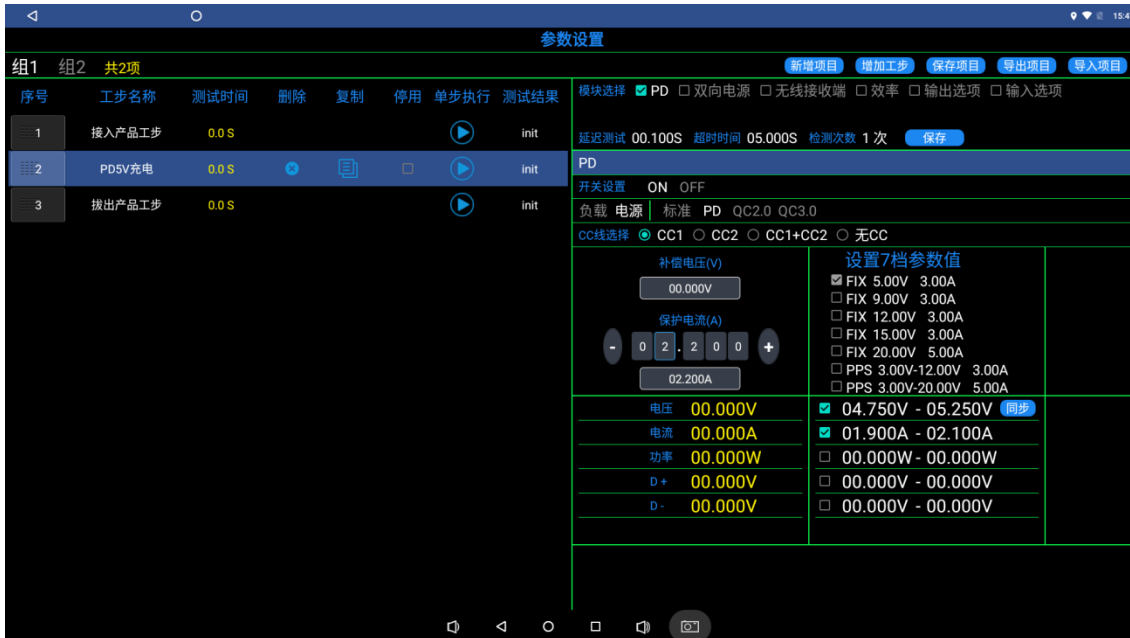 15:4
参数设置
组1 组2 共2项 新增项目 增加工步 保存项目 导出项目 导入项目
序号 工步名称 测试时间 删除 复制 停用 单步执行 测试结果
1 接入产品工步 0.0 S init
2 PD5V充电 0.0 S init
3 拨出产品工步 0.0 S init
模块选择 PD 双向电源 无线接收端 效率 输出选项 输入选项
延迟测试 00.100S 超时时间 05.000S 检测次数 1 次 保存
PD
开关设置 ON OFF
负载 电源 标准 PD QC2.0 QC3.0
CC线选择 CC1 CC2 CC1+CC2 无CC
补偿电压(V)
00.000V
保护电流(A)
- 0 2 . 2 0 0 +
02.200A
设置7档参数值
FIX 5.00V 3.00A
FIX 9.00V 3.00A
FIX 12.00V 3.00A
FIX 15.00V 3.00A
FIX 20.00V 5.00A
PPS 3.00V-12.00V 3.00A
PPS 3.00V-20.00V 5.00A
电压 00.000V 04.750V - 05.250V 同步
电流 00.000A 01.900A - 02.100A
功率 00.000W 00.000W - 00.000W
D + 00.000V 00.000V - 00.000V
D - 00.000V 00.000V - 00.000V